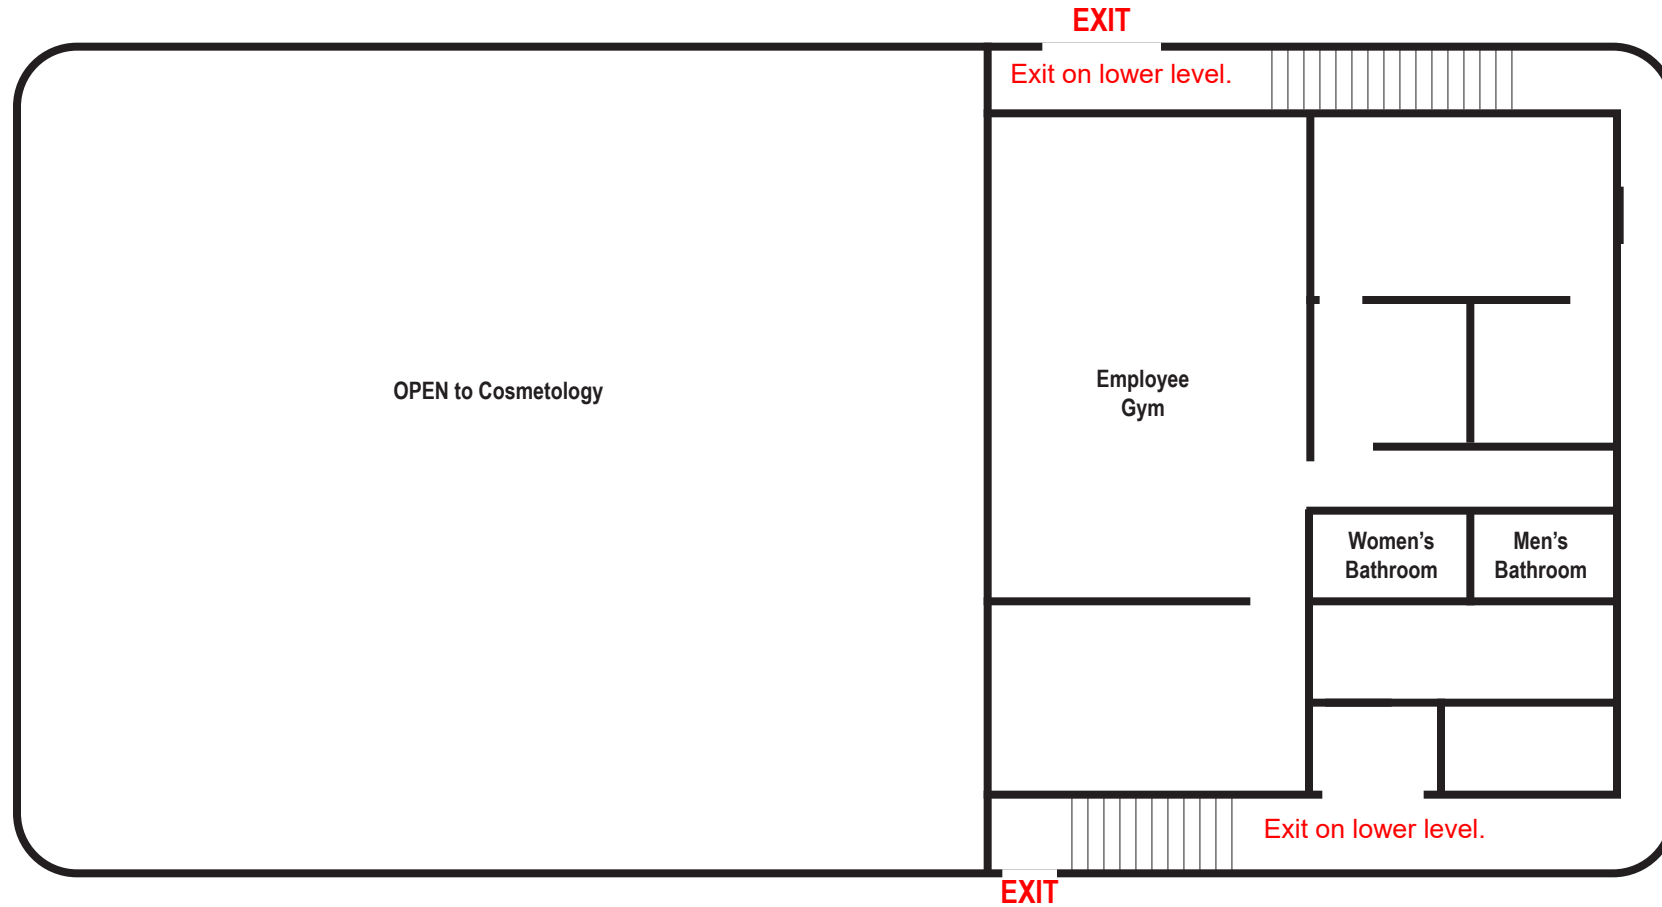 EXIT
Exit on lower level.
OPEN to Cosmetology
Employee
Gym
Women’s
Bathroom
Men’s
Bathroom
Exit on lower level.
EXIT